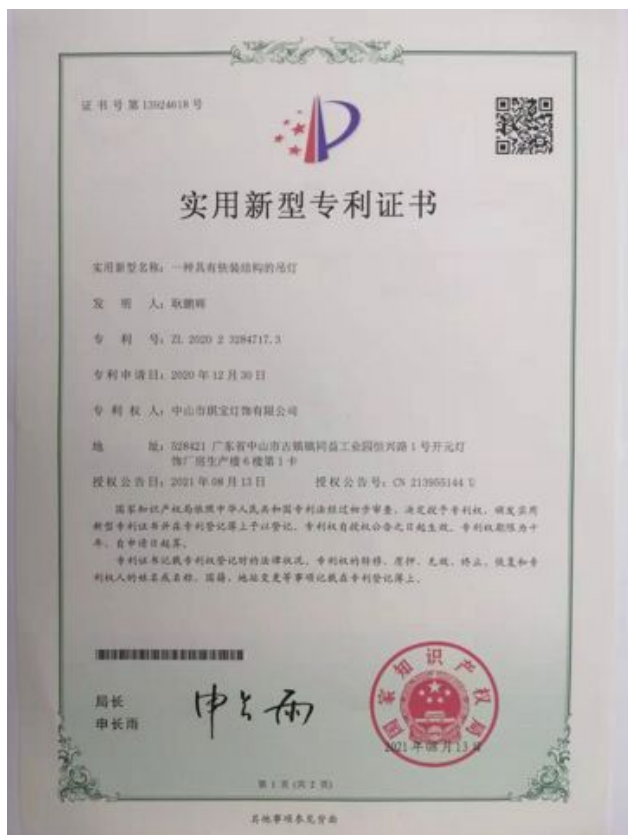 证书号第13924618号
实用新型专利证书
实用新型名称：一种具有快装结构的吊灯
发明人：耿鹏辉
专利号：ZL 2020 2 3284717.3
专利申请日：2020年12月30日
专利权人：中山市琪宝灯饰有限公司
地址：528421 广东省中山市古镇镇同益工业园恒兴路1号开元灯
饰厂房生产楼6楼第1卡
授权公告日：2021年08月13日 授权公告号：CN 213955144 U
国家知识产权局依照中华人民共和国专利法经过初步审查，决定授予专利权，颁发实用
新型专利证书并在专利登记簿上予以登记。专利权自授权公告之日起生效。专利权期限为十
年，自申请日起算。
专利证书记载专利权登记时的法律状况。专利权的转移、质押、无效、终止、恢复和专
利权人的姓名或名称、国籍、地址变更等事项记载在专利登记簿上。
局长
申长雨
申长雨
国家知识产权局
2021年08月13日
第1页(共2页)
其他事项参见背面